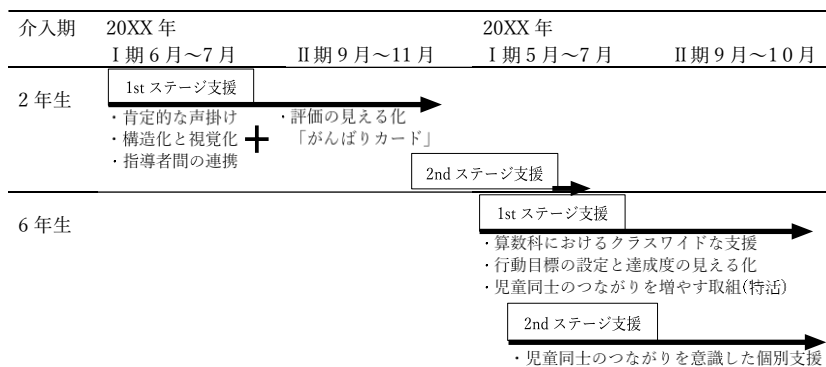 介入期 20XX 年 20XX 年
Ⅰ期6月～7月 Ⅱ期9月～11月 Ⅰ期5月～7月 Ⅱ期9月～10月
2年生
1st ステージ支援
・肯定的な声掛け
・構造化と視覚化
・指導者間の連携
+
・評価の見える化
「がんばりカード」
2nd ステージ支援
6年生
1st ステージ支援
・算数科におけるクラスワイドな支援
・行動目標の設定と達成度の見える化
・児童同士のつながりを増やす取組(特活)
2nd ステージ支援
・児童同士のつながりを意識した個別支援